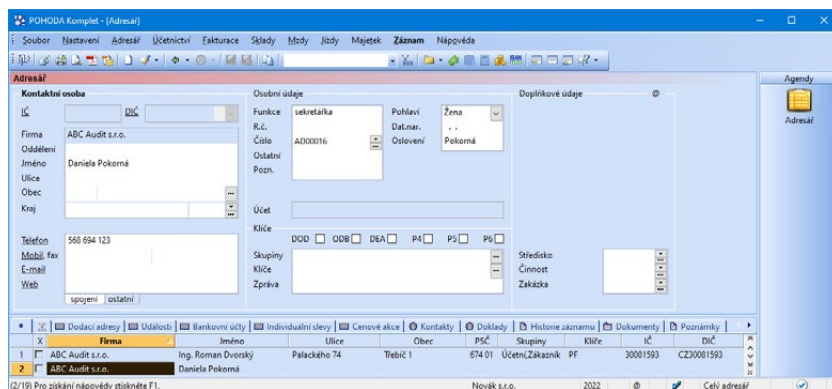 POHODA Komplet - [Adresář]
Soubor Nastavení Adresář Účetnictví Fakturace Sklady Mzdy Jízdy Majetek Záznam Nápověda
Adresář
Agendy
Adresář
Kontaktní osoba
IČ DIČ
Firma ABC Audit s.r.o.
Oddělení
Jméno Daniela Pokorná
Ulice
Obec
Kraj
Telefon 568 694 123
Mobil, fax
E-mail
Web
spojení ostatní
Osobní údaje
Funkce sekretářka Pohlaví Žena
R.č. Dat.nar. . .
Číslo AD00016 Oslovení Pokorná
Ostatní
Pozn.
Účet
Klíče
DOD ODB DEA P4 P5 P6
Skupiny
Klíče
Zpráva
Doplňkové údaje @
Středisko
Činnost
Zakázka
Dodací adresy Události Bankovní účty Individuální slevy Cenové akce Kontakty Doklady Historie záznamu Dokumenty Poznámky
X Firma Jméno Ulice Obec PSČ Skupiny Klíče IČ DIČ
1 ABC Audit s.r.o. Ing. Roman Dvorský Palackého 74 Třebíč 1 674 01 Účetní,Zákazník PF 30081593 CZ30081593
2 ABC Audit s.r.o. Daniela Pokorná
(2/19) Pro získání nápovědy stiskněte F1. Novák s.r.o. 2022 @ Celý adresář